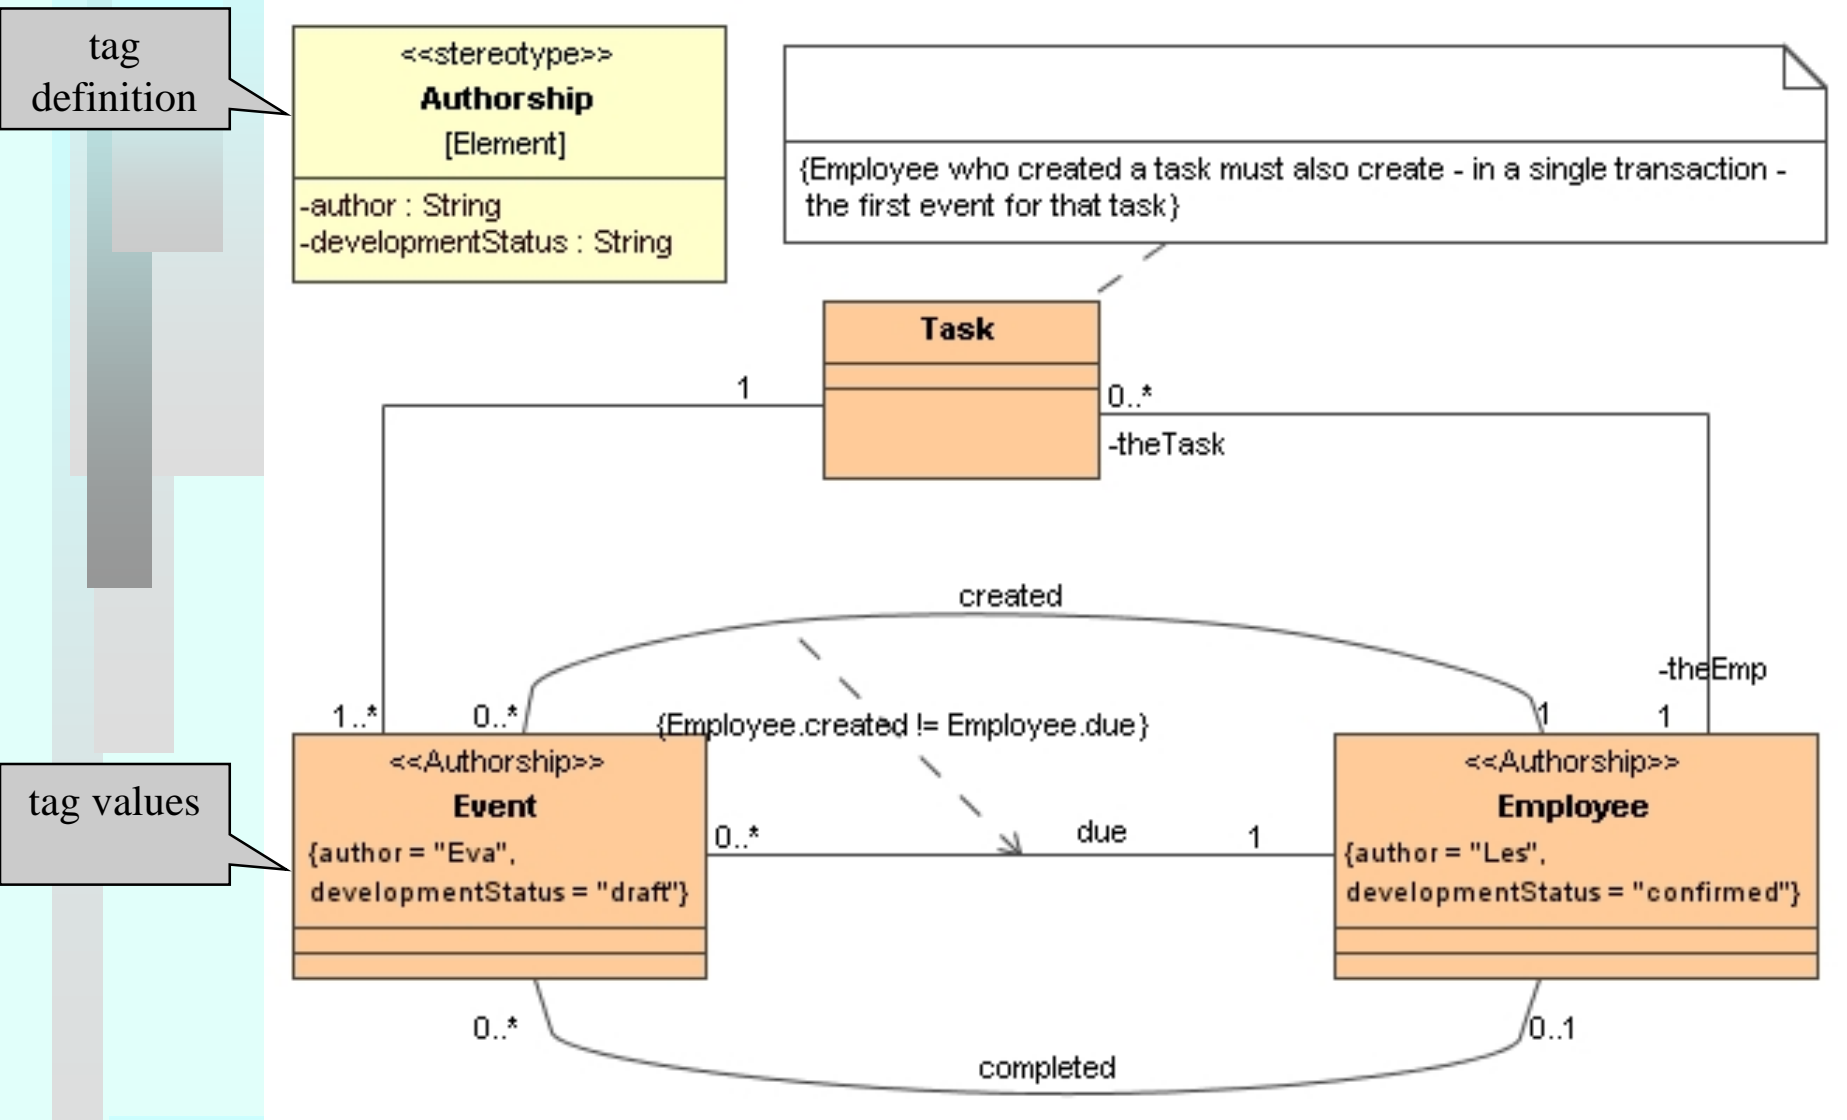 tag
definition
<<stereotype>>
Authorship
[Element]
-author : String
-developmentStatus : String
{Employee who created a task must also create - in a single transaction -
the first event for that task}
Task
1
0..*
-theTask
created
-theEmp
1..*
0..*
{Employee.created != Employee.due}
1
1
tag values
<<Authorship>>
Event
{author = "Eva",
developmentStatus = "draft"}
0..*
due
1
<<Authorship>>
Employee
{author = "Les",
developmentStatus = "confirmed"}
0..*
0..1
completed